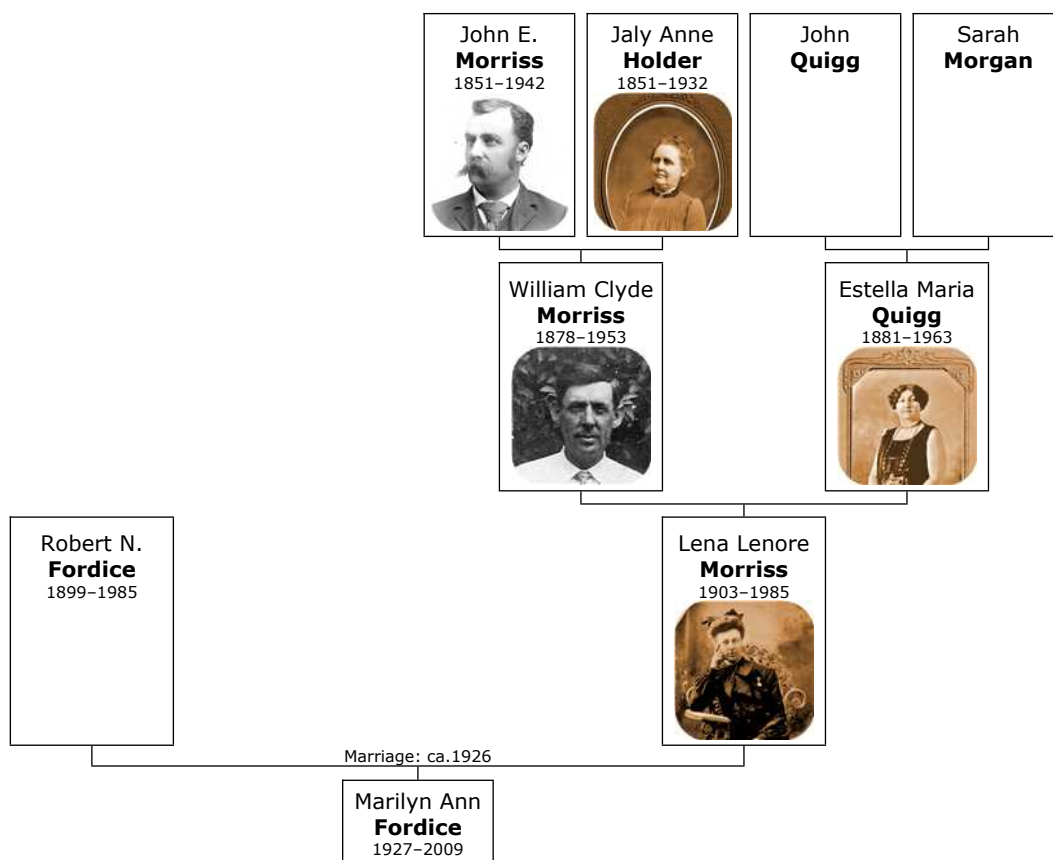 John E.
Morriss
1851–1942
Jaly Anne
Holder
1851–1932
John
Quigg
Sarah
Morgan
William Clyde
Morriss
1878–1953
Estella Maria
Quigg
1881–1963
Robert N.
Fordice
1899–1985
Lena Lenore
Morriss
1903–1985
Marriage: ca.1926
Marilyn Ann
Fordice
1927–2009